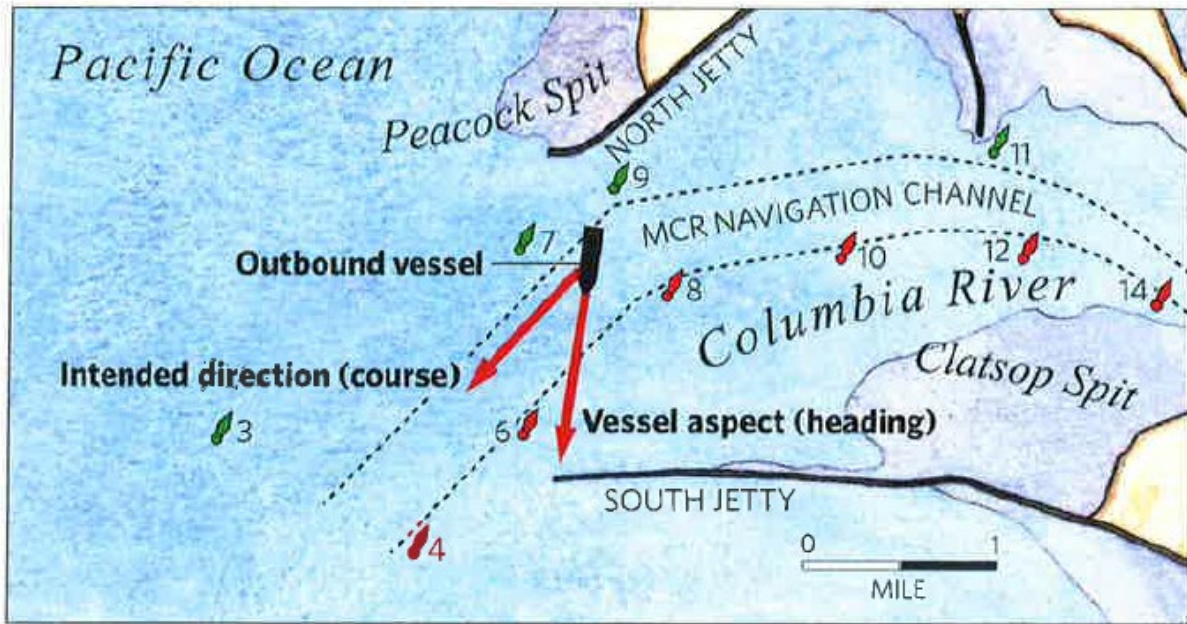 Pacific Ocean
Peacock Spit
NORTH JETTY
11
9
MCR NAVIGATION CHANNEL
7
Outbound vessel
10
12
8
14
Columbia River
Intended direction (course)
Clatsop Spit
3
6
Vessel aspect (heading)
SOUTH JETTY
4
0
1
MILE